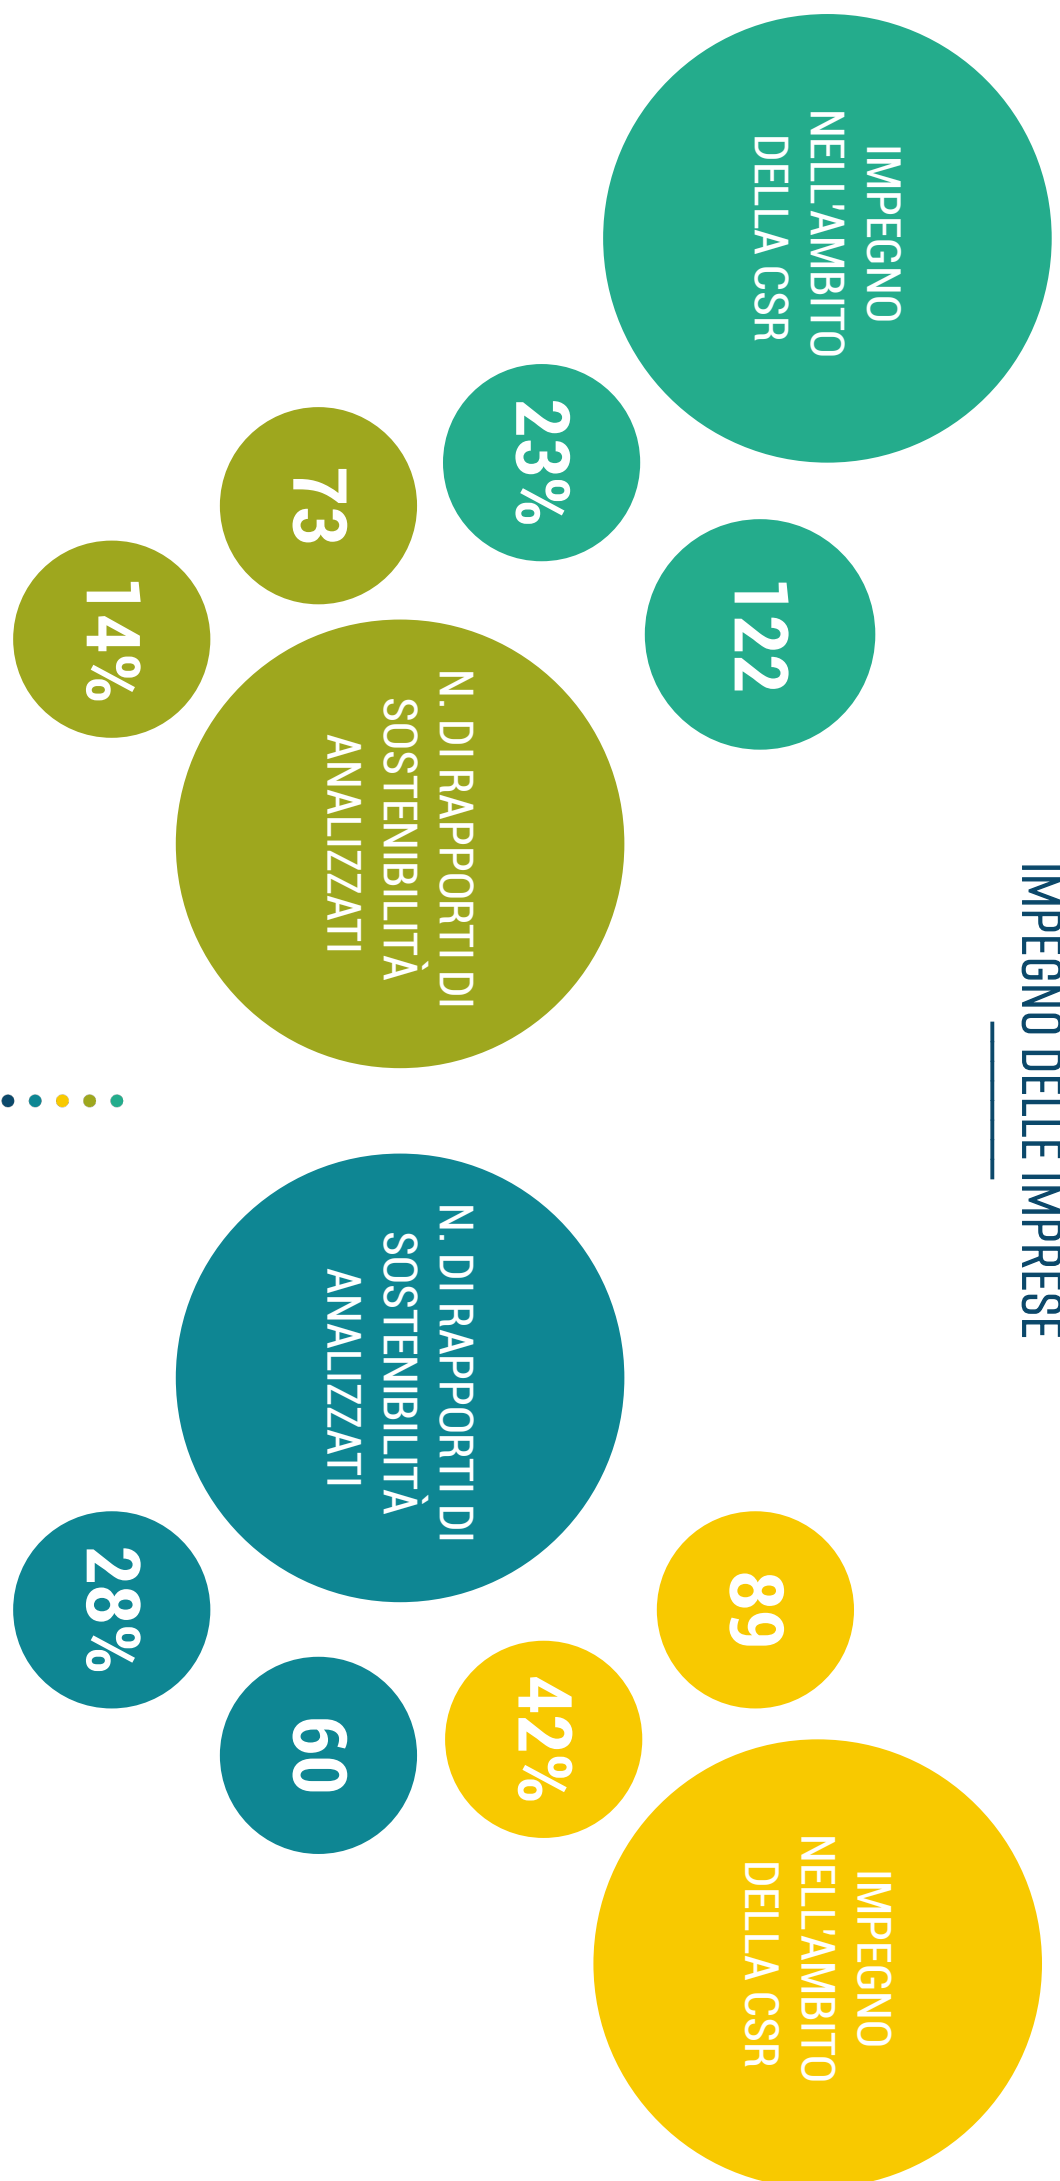 IMPEGNO DELLE IMPRESE
IMPEGNO
NELL'AMBITO
DELLA CSR
122
23%
73
14%
N. DI RAPPORTI DI
SOSTENIBILITÀ
ANALIZZATI
N. DI RAPPORTI DI
SOSTENIBILITÀ
ANALIZZATI
28%
60
42%
89
IMPEGNO
NELL'AMBITO
DELLA CSR